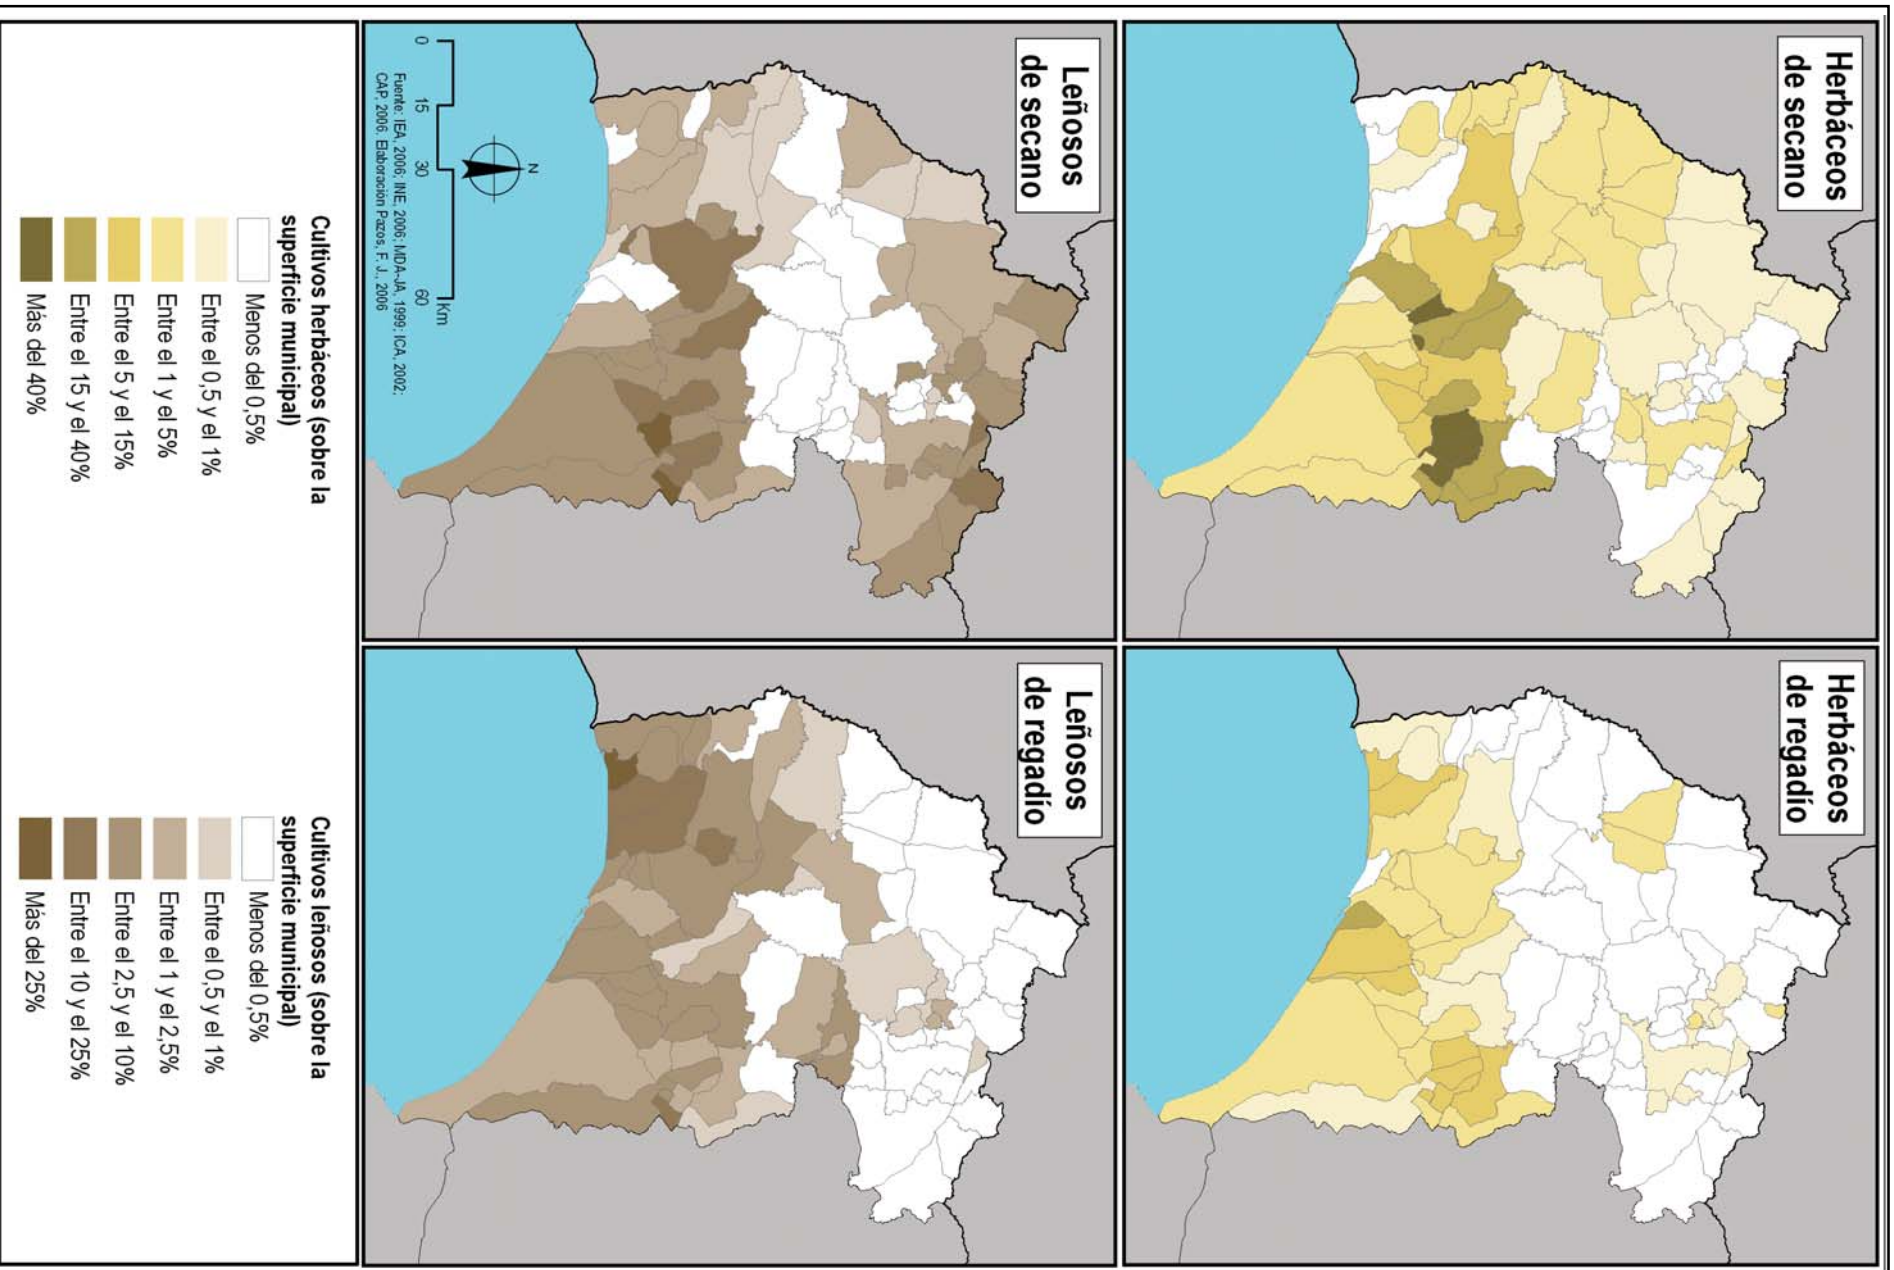 Herbáceos
de secano
Herbáceos
de regadío
Leñosos
de secano
Leñosos
de regadío
N
0 15 30 60 Km
Fuente: IEA, 2006; INE, 2006; MDA-JA, 1999; ICA, 2002;
CAP, 2006. Elaboración Pazos, F. J., 2006
Cultivos herbáceos (sobre la
superficie municipal)
Menos del 0,5%
Entre el 0,5 y el 1%
Entre el 1 y el 5%
Entre el 5 y el 15%
Entre el 15 y el 40%
Más del 40%
Cultivos leñosos (sobre la
superficie municipal)
Menos del 0,5%
Entre el 0,5 y el 1%
Entre el 1 y el 2,5%
Entre el 2,5 y el 10%
Entre el 10 y el 25%
Más del 25%